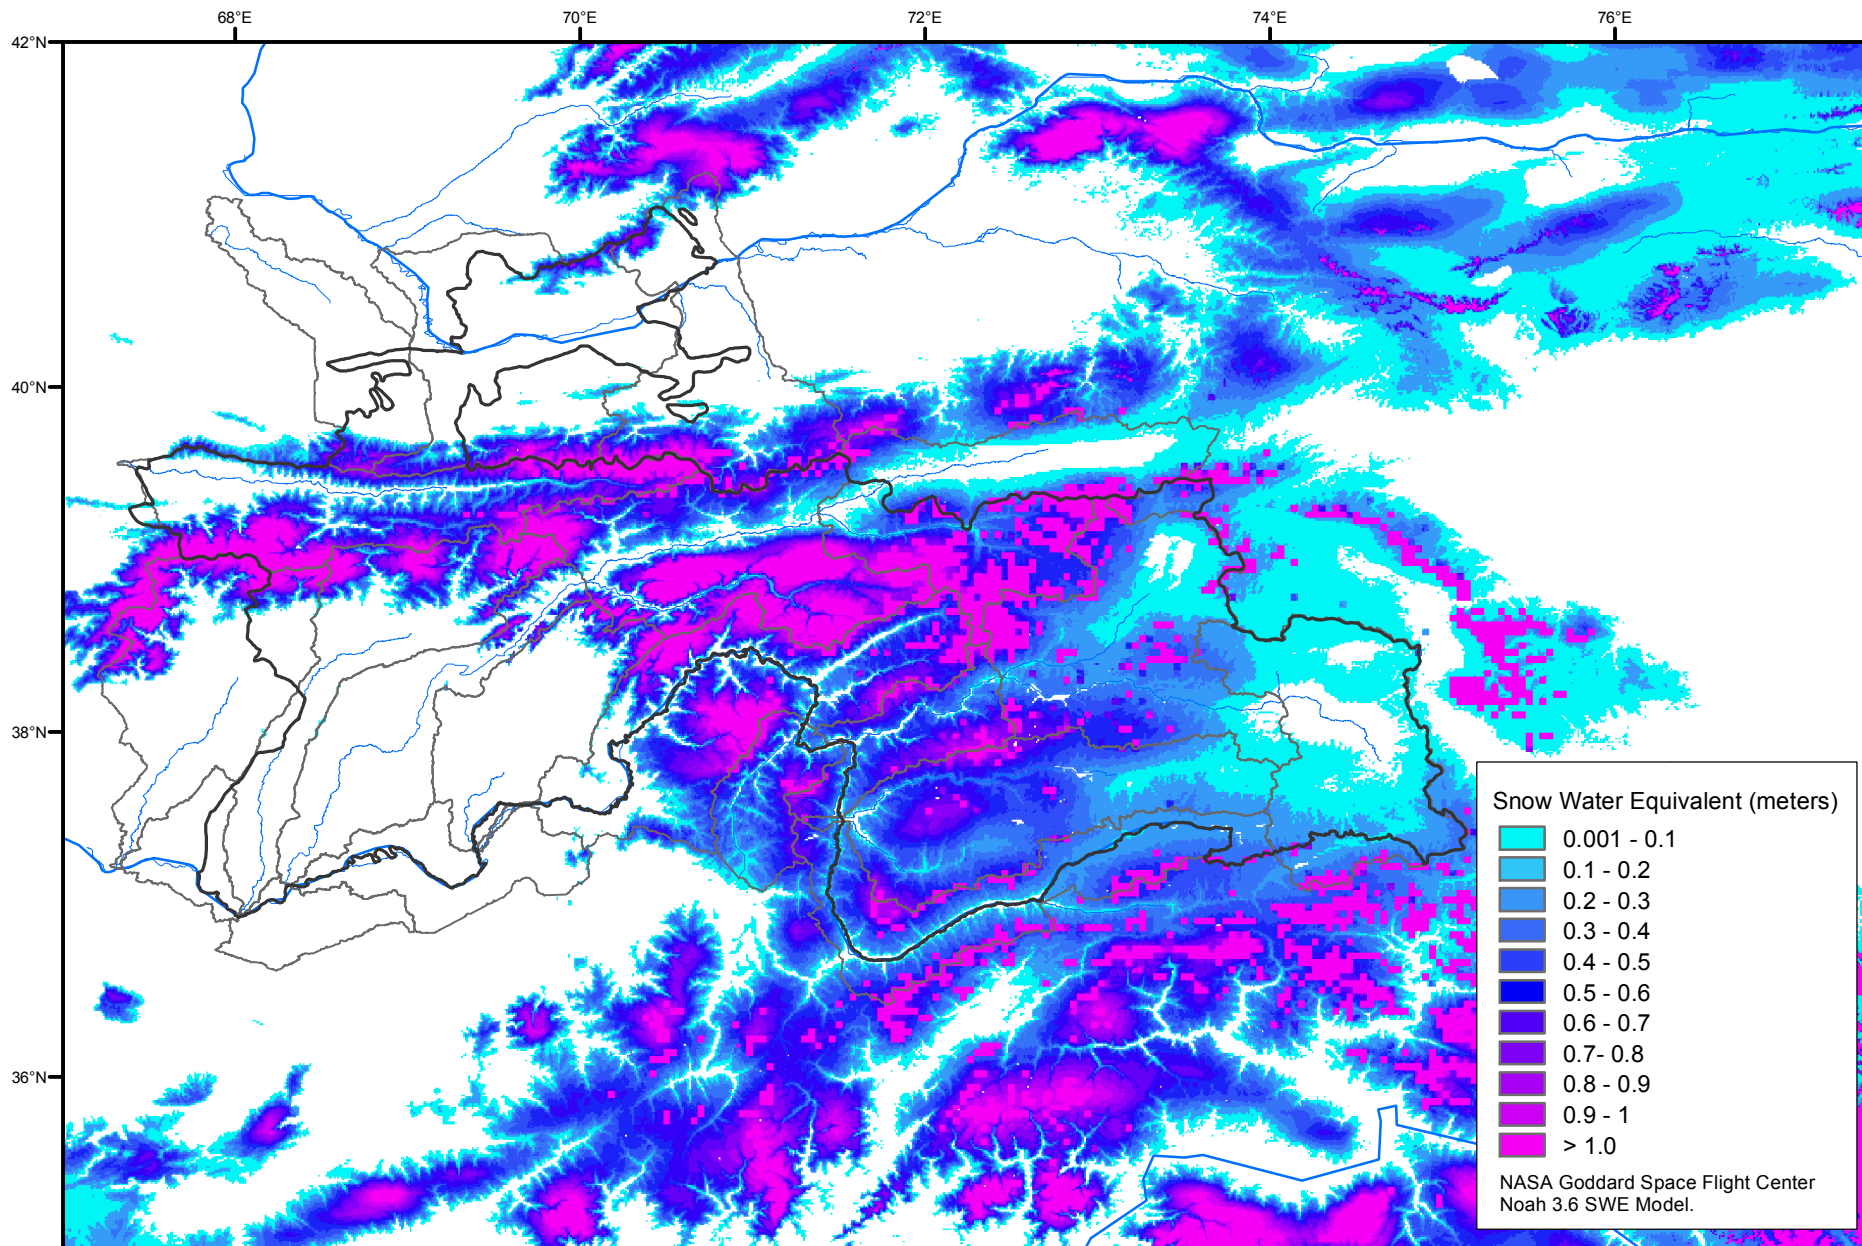 68°E
70°E
72°E
74°E
76°E
42°N
40°N
38°N
36°N
Snow Water Equivalent (meters)
0.001 - 0.1
0.1 - 0.2
0.2 - 0.3
0.3 - 0.4
0.4 - 0.5
0.5 - 0.6
0.6 - 0.7
0.7- 0.8
0.8 - 0.9
0.9 - 1
> 1.0
NASA Goddard Space Flight Center
Noah 3.6 SWE Model.